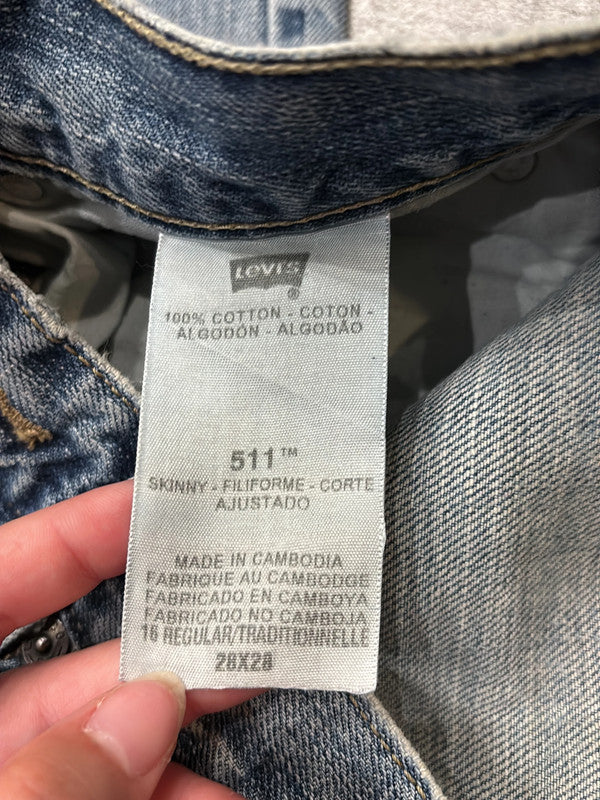 LEVI'S
®
100% COTTON - COTON -
ALGODÓN - ALGODÃO
511™
SKINNY - FILIFORME - CORTE
AJUSTADO
MADE IN CAMBODIA
FABRIQUE AU CAMBODGE
FABRICADO EN CAMBOYA
FABRICADO NO CAMBOJA
16 REGULAR/TRADITIONNELLE
28X28